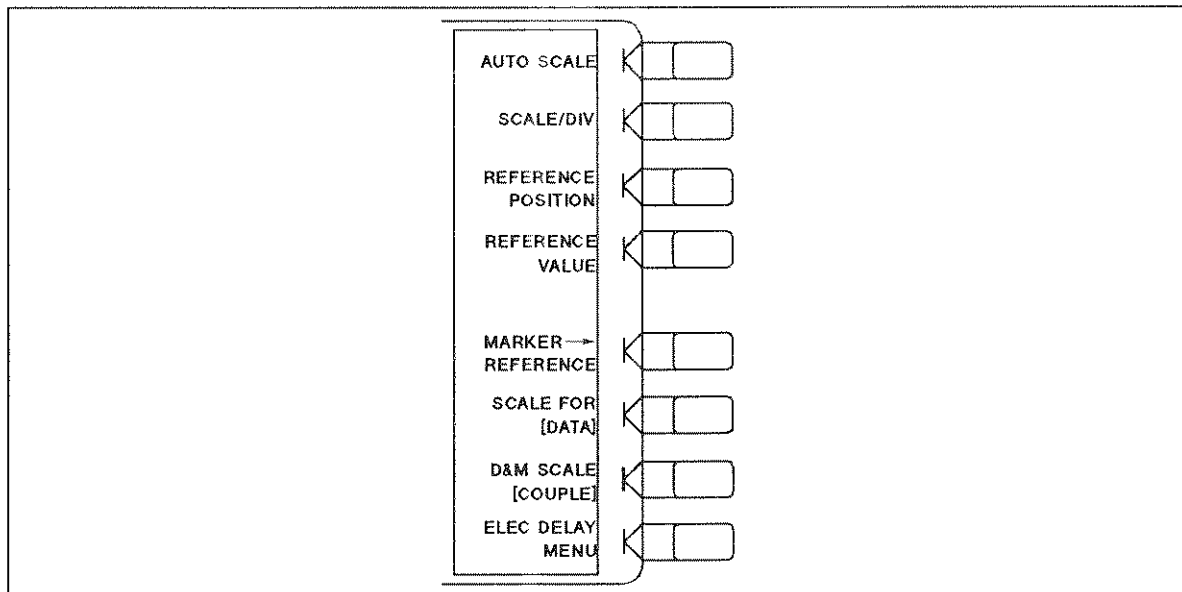 AUTO SCALE
SCALE/DIV
REFERENCE
POSITION
REFERENCE
VALUE
MARKER→
REFERENCE
SCALE FOR
[DATA]
D&M SCALE
[COUPLE]
ELEC DELAY
MENU